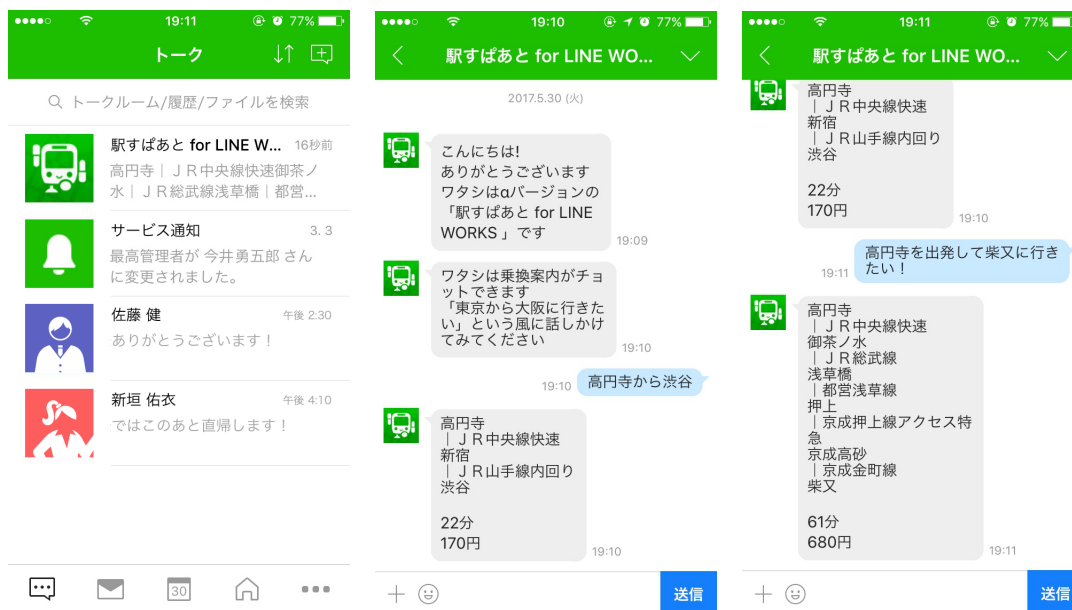 19:11
77%
トーク
トークルーム/履歴/ファイルを検索
駅すぱあと for LINE W... 16秒前
高円寺｜ＪＲ中央線快速御茶ノ
水｜ＪＲ総武線浅草橋｜都営...
サービス通知 3. 3
最高管理者が 今井勇五郎 さん
に変更されました。
佐藤 健 午後 2:30
ありがとうございます！
新垣 佑衣 午後 4:10
ではこのあと直帰します！
30
19:10
77%
駅すぱあと for LINE WO...
2017.5.30 (火)
こんにちは!
ありがとうございます
ワタシはαバージョンの
「駅すぱあと for LINE
WORKS 」です
19:09
ワタシは乗換案内がチョ
ットできます
「東京から大阪に行きた
い」という風に話しかけ
てみてください
19:10
高円寺から渋谷
19:10
高円寺
｜ＪＲ中央線快速
新宿
｜ＪＲ山手線内回り
渋谷
22分
170円
19:10
送信
19:11
77%
駅すぱあと for LINE WO...
高円寺
｜ＪＲ中央線快速
新宿
｜ＪＲ山手線内回り
渋谷
22分
170円
19:10
高円寺を出発して柴又に行き
たい！
19:11
高円寺
｜ＪＲ中央線快速
御茶ノ水
｜ＪＲ総武線
浅草橋
｜都営浅草線
押上
｜京成押上線アクセス特
急
京成高砂
｜京成金町線
柴又
61分
680円
19:11
送信